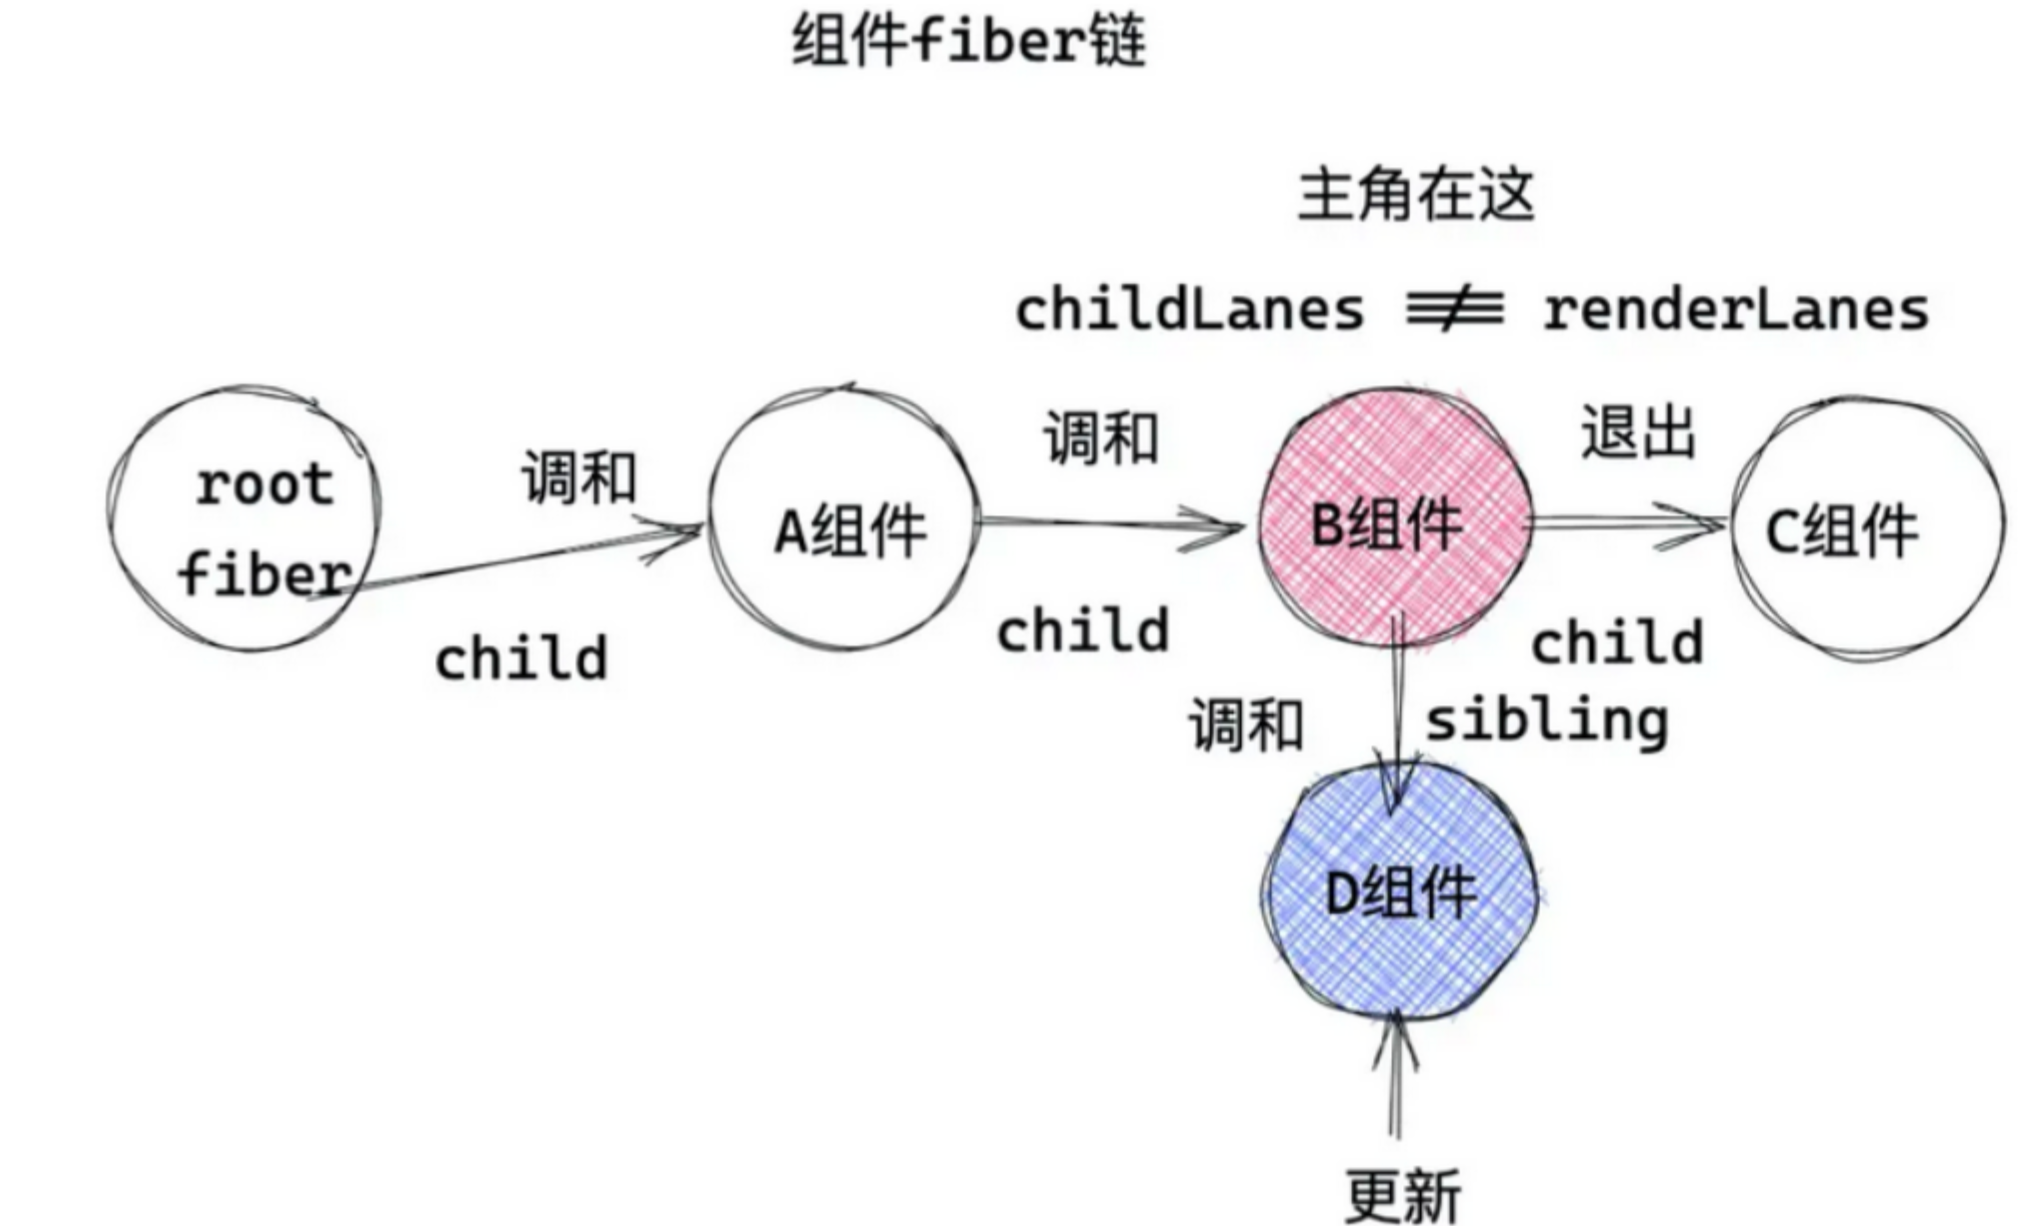 组件fiber链
主角在这
childLanes ≢ renderLanes
root
fiber
调和
child
A组件
调和
child
B组件
退出
child
C组件
调和
sibling
D组件
更新